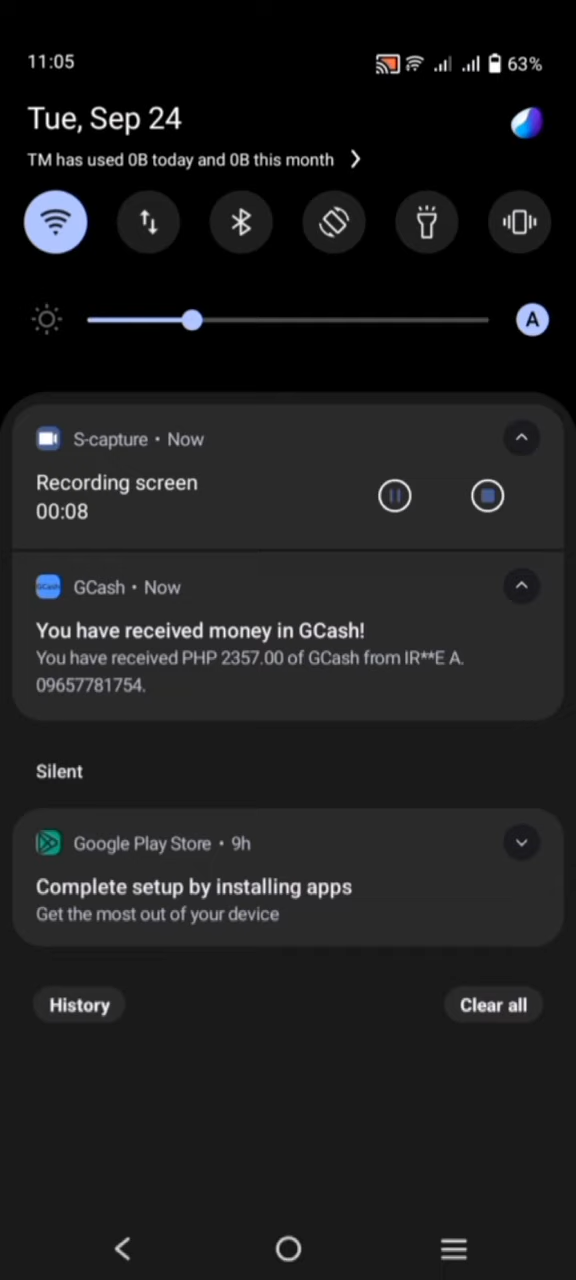 11:05
63%
Tue, Sep 24
TM has used 0B today and 0B this month
A
S-capture • Now
Recording screen
00:08
GCash • Now
You have received money in GCash!
You have received PHP 2357.00 of GCash from IR**E A.
09657781754.
Silent
Google Play Store • 9h
Complete setup by installing apps
Get the most out of your device
History
Clear all